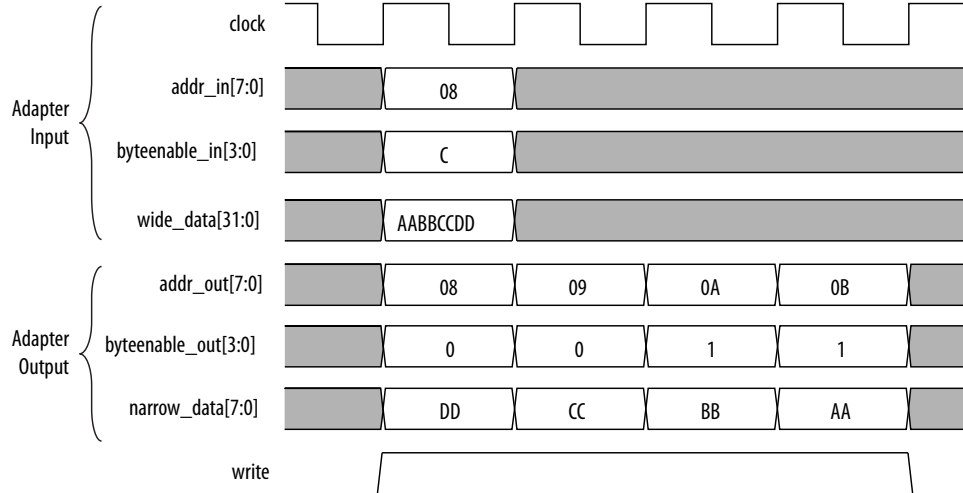 clock
addr_in[7:0]
08
Adapter
Input
byteenable_in[3:0]
C
wide_data[31:0]
AABBCCDD
addr_out[7:0]
08 09 0A 0B
Adapter
Output
byteenable_out[3:0]
0 0 1 1
narrow_data[7:0]
DD CC BB AA
write